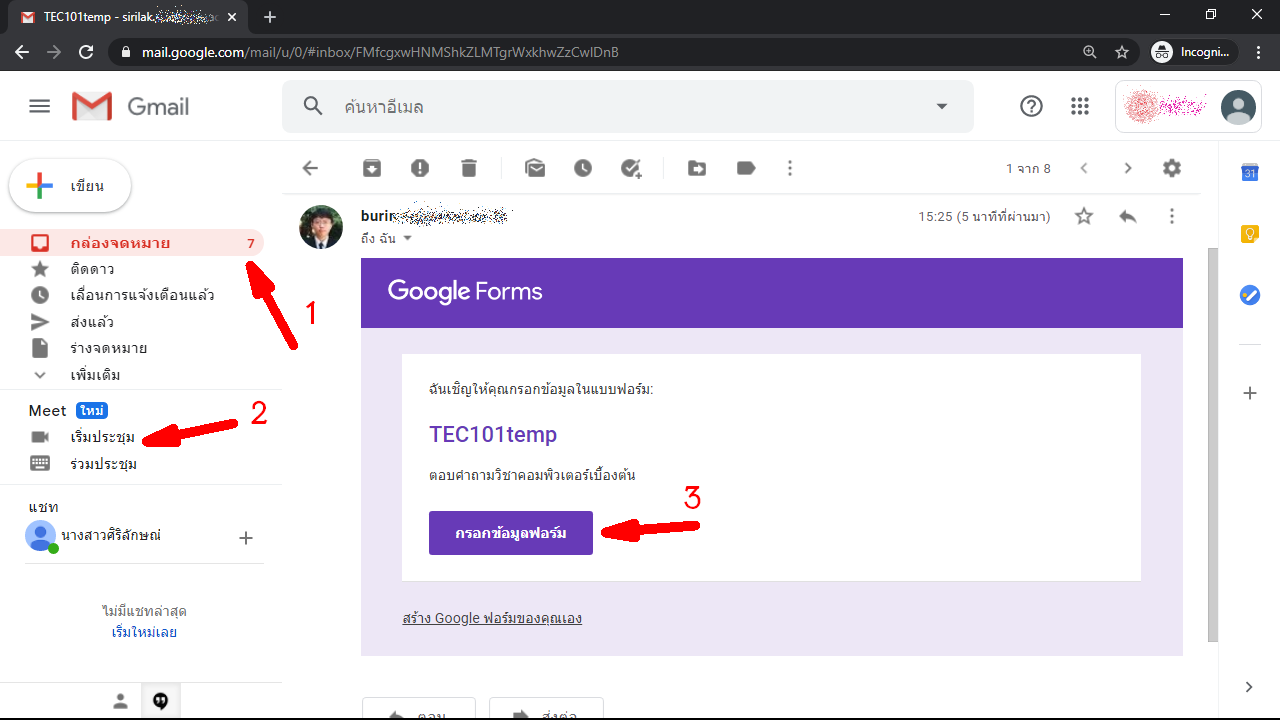 TEC101temp - sirilak.
mail.google.com/mail/u/0/#inbox/FMfcgxwHNMShkZLMTgrWxkhwZzCwlDnB
Incogni...
Gmail
ค้นหาอีเมล
เขียน
1 จาก 8
31
กล่องจดหมาย 7
ติดดาว
เลื่อนการแจ้งเตือนแล้ว
ส่งแล้ว
ร่างจดหมาย
เพิ่มเติม
1
Meet ใหม่
เริ่มประชุม
ร่วมประชุม
2
แชท
นางสาวศิริลักษณ์
ไม่มีแชทล่าสุด
เริ่มใหม่เลย
15:25 (5 นาทีที่ผ่านมา)
ถึง ฉัน
Google Forms
ฉันเชิญให้คุณกรอกข้อมูลในแบบฟอร์ม:
TEC101temp
ตอบคำถามวิชาคอมพิวเตอร์เบื้องต้น
กรอกข้อมูลฟอร์ม
3
สร้าง Google ฟอร์มของคุณเอง
ตอบ
ส่งต่อ